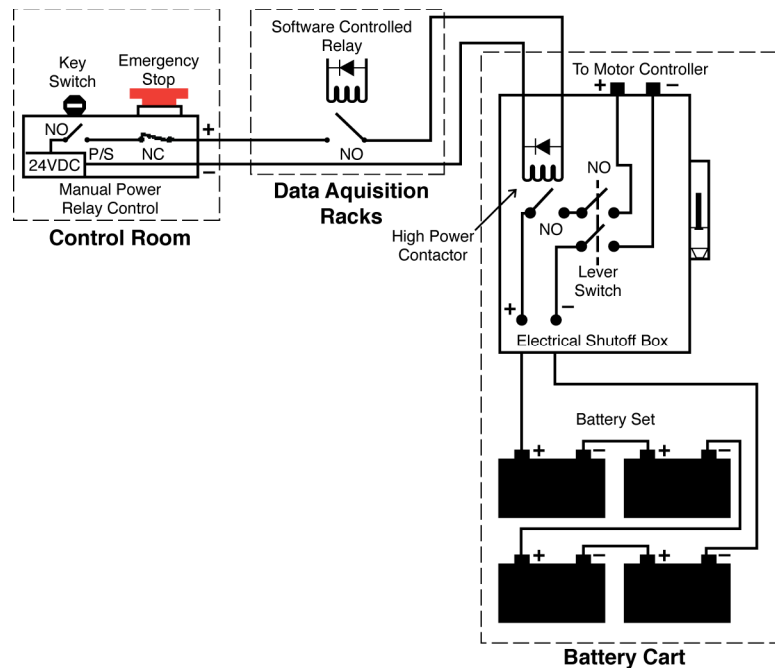 Software Controlled
Relay
Key
Switch
Emergency
Stop
NO
P/S
NC
+
24VDC
−
Manual Power
Relay Control
Control Room
NO
Data Aquisition
Racks
To Motor Controller
+
−
NO
NO
High Power
Contactor
Lever
Switch
+
−
Electrical Shutoff Box
Battery Set
+
−
+
−
+
−
+
−
Battery Cart